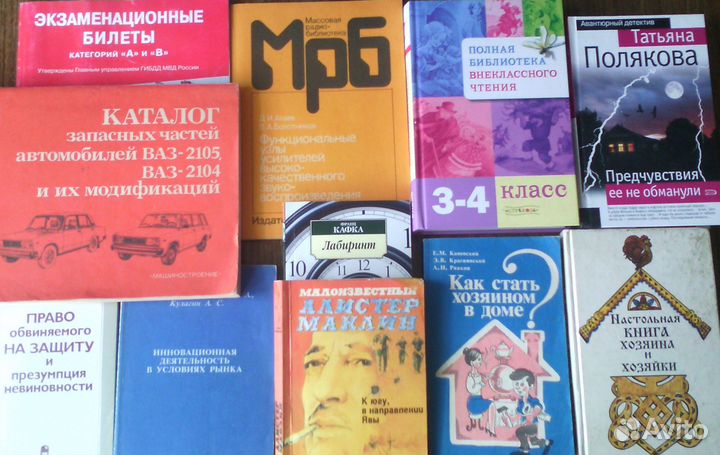 ЭКЗАМЕНАЦИОННЫЕ
БИЛЕТЫ
КАТЕГОРИЙ «А» и «В»
Утверждены Главным управлением ГИБДД МВД России
Массовая
радио-
библиотека
Мрб
Функциональные
узлы
усилителей
высоко-
качественного
звуко-
воспроизведения
ПОЛНАЯ
БИБЛИОТЕКА
ВНЕКЛАССНОГО
ЧТЕНИЯ
3-4 КЛАСС
Авантюрный детектив
Татьяна
Полякова
Предчувствия
ее не обманули
КАТАЛОГ
запасных частей
автомобилей ВАЗ-2105,
ВАЗ-2104
и их модификаций
«МАШИНОСТРОЕНИЕ»
ФРАНЦ
КАФКА
Лабиринт
ПРАВО
обвиняемого
НА ЗАЩИТУ
и
презумпция
невиновности
Кулагин А. С.
ИННОВАЦИОННАЯ
ДЕЯТЕЛЬНОСТЬ
В УСЛОВИЯХ РЫНКА
МАЛОИЗВЕСТНЫЙ
АЛИСТЕР
МАКЛИН
К югу,
в направлении
Явы
Как стать
хозяином
в доме?
Настольная
книга
хозяина
и
хозяйки
Avito